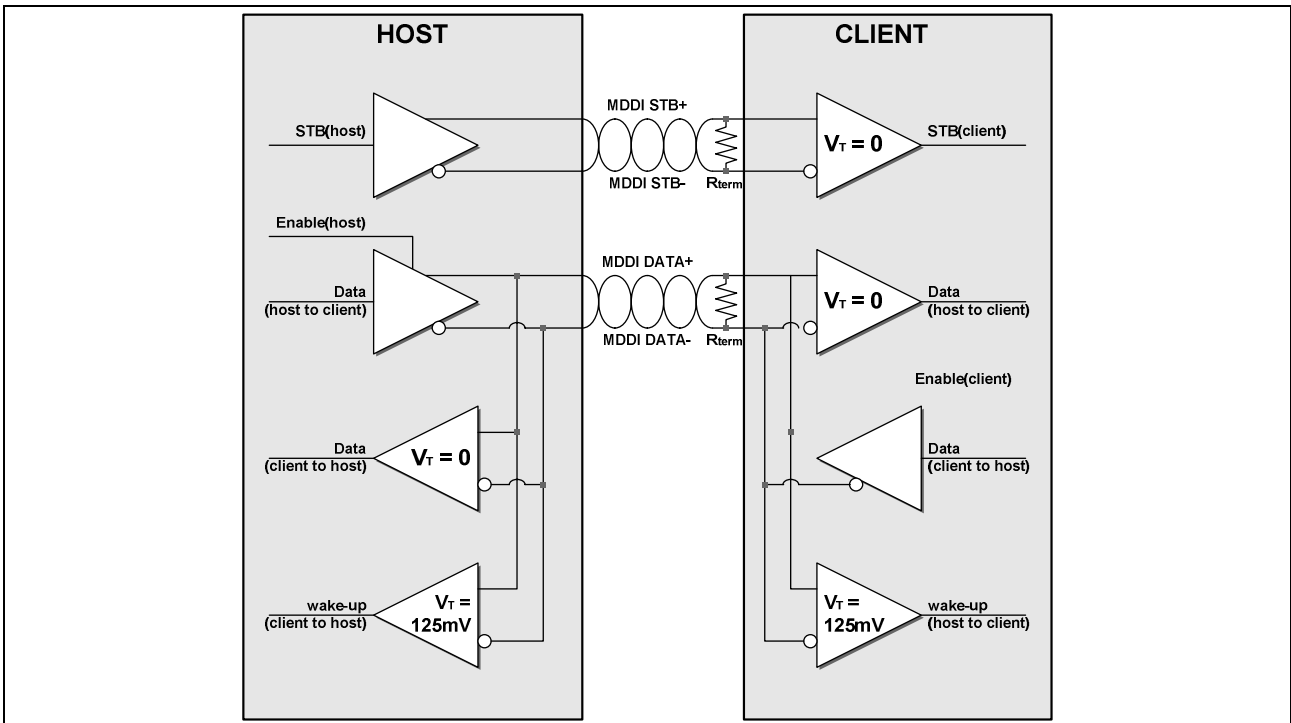 HOST
CLIENT
MDDI STB+
STB(host)
VT = 0
STB(client)
MDDI STB-
Rterm
Enable(host)
MDDI DATA+
Data
(host to client)
VT = 0
Data
(host to client)
MDDI DATA-
Rterm
Enable(client)
Data
(client to host)
VT = 0
Data
(client to host)
wake-up
(client to host)
VT =
125mV
VT =
125mV
wake-up
(host to client)